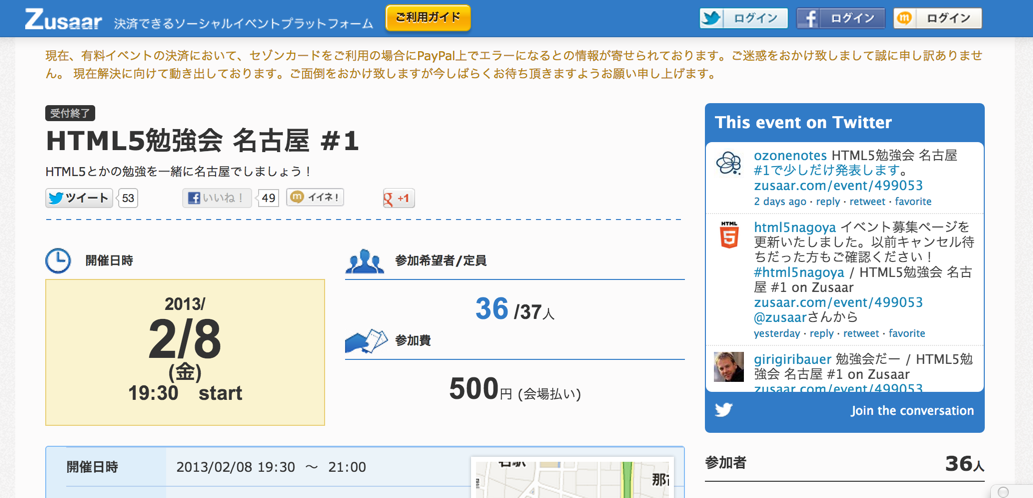 Zusaar 決済できるソーシャルイベントプラットフォーム ご利用ガイド ログイン ログイン ログイン
現在、有料イベントの決済において、セゾンカードをご利用の場合にPayPal上でエラーになるとの情報が寄せられております。ご迷惑をおかけ致しまして誠に申し訳ありませ
ん。 現在解決に向けて動き出しております。ご面倒をおかけ致しますが今しばらくお待ち頂きますようお願い申し上げます。
受付終了
HTML5勉強会 名古屋 #1
HTML5とかの勉強を一緒に名古屋でしましょう！
ツイート 53 いいね！ 49 イイネ! +1
開催日時
2013/
2/8
(金)
19:30 start
参加希望者/定員
36 /37人
参加費
500円 (会場払い)
開催日時 2013/02/08 19:30 ～ 21:00
名駅
This event on Twitter
ozonenotes HTML5勉強会 名古屋
#1で少しだけ発表します。
zusaar.com/event/499053
2 days ago · reply · retweet · favorite
HTML
5
html5nagoya イベント募集ページを
更新いたしました。以前キャンセル待
ちだった方もご確認ください！
#html5nagoya / HTML5勉強会 名古
屋 #1 on Zusaar
zusaar.com/event/499053
@zusaarさんから
yesterday · reply · retweet · favorite
girigiribauer 勉強会だー / HTML5勉
強会 名古屋 #1 on Zusaar
zusaar.com/event/499053
Join the conversation
参加者 36人